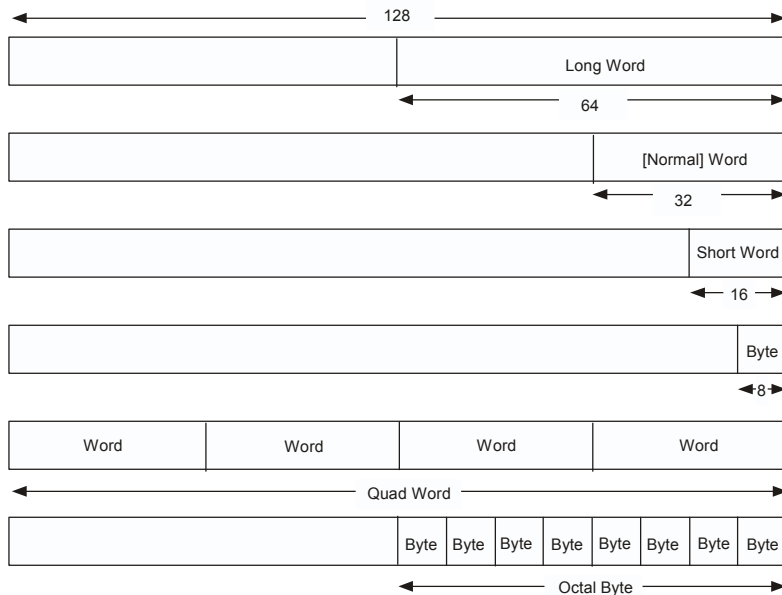 128
Long Word
64
[Normal] Word
32
Short Word
16
Byte
8
Word Word Word Word
Quad Word
Byte Byte Byte Byte Byte Byte Byte Byte
Octal Byte